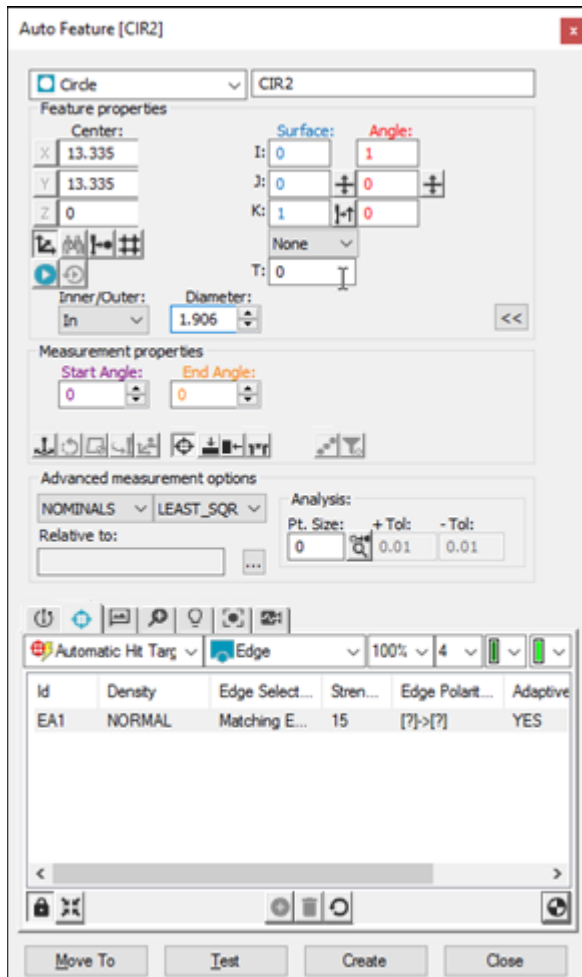 Auto Feature [CIR2]
x
Circle CIR2
Feature properties
Center: Surface: Angle:
X 13.335 I: 0 1
Y 13.335 J: 0 0
Z 0 K: 1 0
None
T: 0
Inner/Outer: Diameter:
In 1.906 <<
Measurement properties
Start Angle: End Angle:
0 0
Advanced measurement options
NOMINALS LEAST_SQR Analysis:
Pt. Size: + Tol: - Tol:
Relative to: 0 0.01 0.01
...
Automatic Hit Targ Edge 100% 4
Id Density Edge Select... Stren... Edge Polarit... Adaptive
EA1 NORMAL Matching E... 15 [?]->[?] YES
< >
Move To Test Create Close